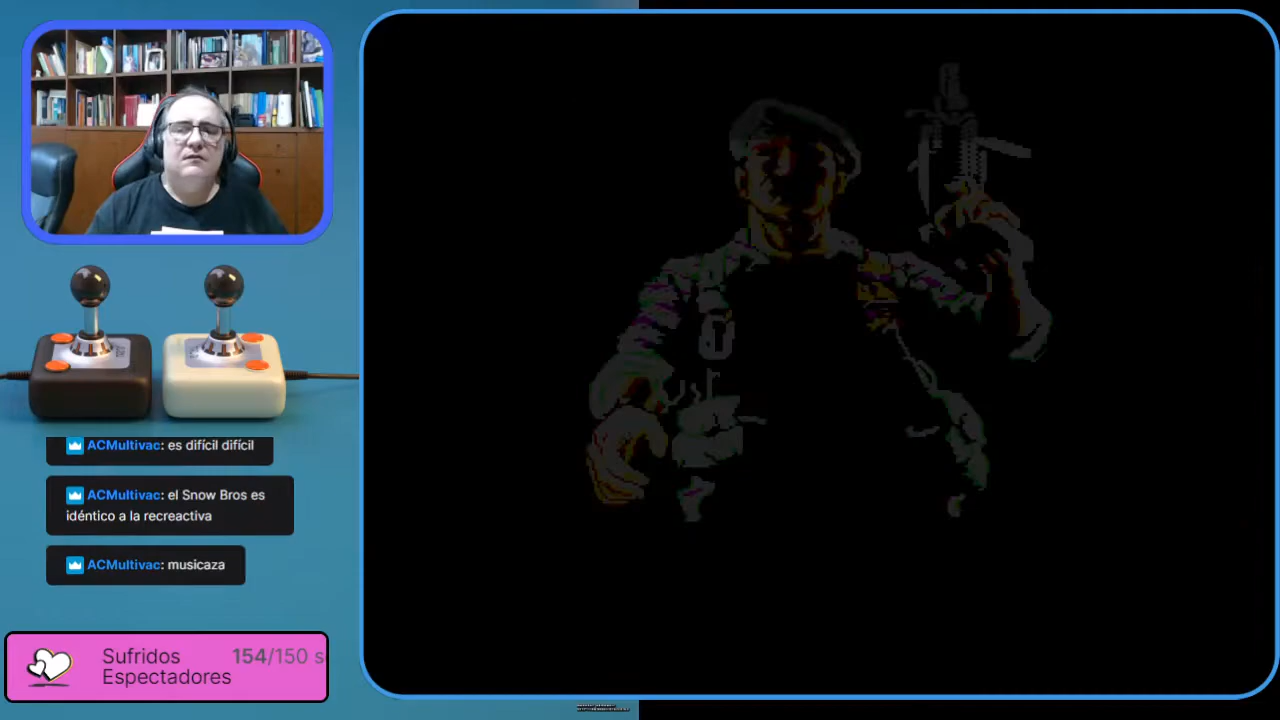 ACMultivac: es difícil difícil
ACMultivac: el Snow Bros es
idéntico a la recreactiva
ACMultivac: musicaza
Sufridos
Espectadores
154/150 s